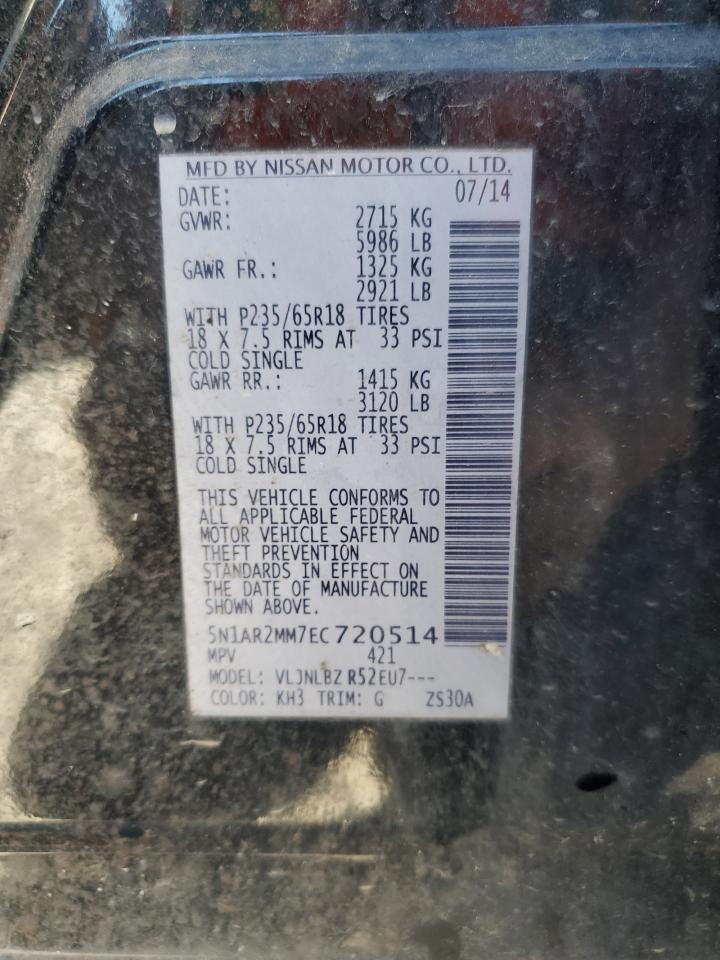 MFD BY NISSAN MOTOR CO., LTD.
DATE: 07/14
GVWR: 2715 KG
5986 LB
GAWR FR.: 1325 KG
2921 LB
WITH P235/65R18 TIRES
18 X 7.5 RIMS AT 33 PSI
COLD SINGLE
GAWR RR.: 1415 KG
3120 LB
WITH P235/65R18 TIRES
18 X 7.5 RIMS AT 33 PSI
COLD SINGLE
THIS VEHICLE CONFORMS TO
ALL APPLICABLE FEDERAL
MOTOR VEHICLE SAFETY AND
THEFT PREVENTION
STANDARDS IN EFFECT ON
THE DATE OF MANUFACTURE
SHOWN ABOVE.
5N1AR2MM7EC720514
MPV 421
MODEL: VLJNLBZ R52EU7---
COLOR: KH3 TRIM: G ZS30A